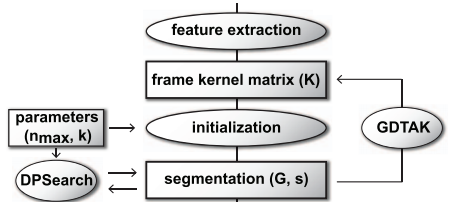 feature extraction
frame kernel matrix (K)
parameters
(nmax, k)
initialization
GDTAK
DPSearch
segmentation (G, s)